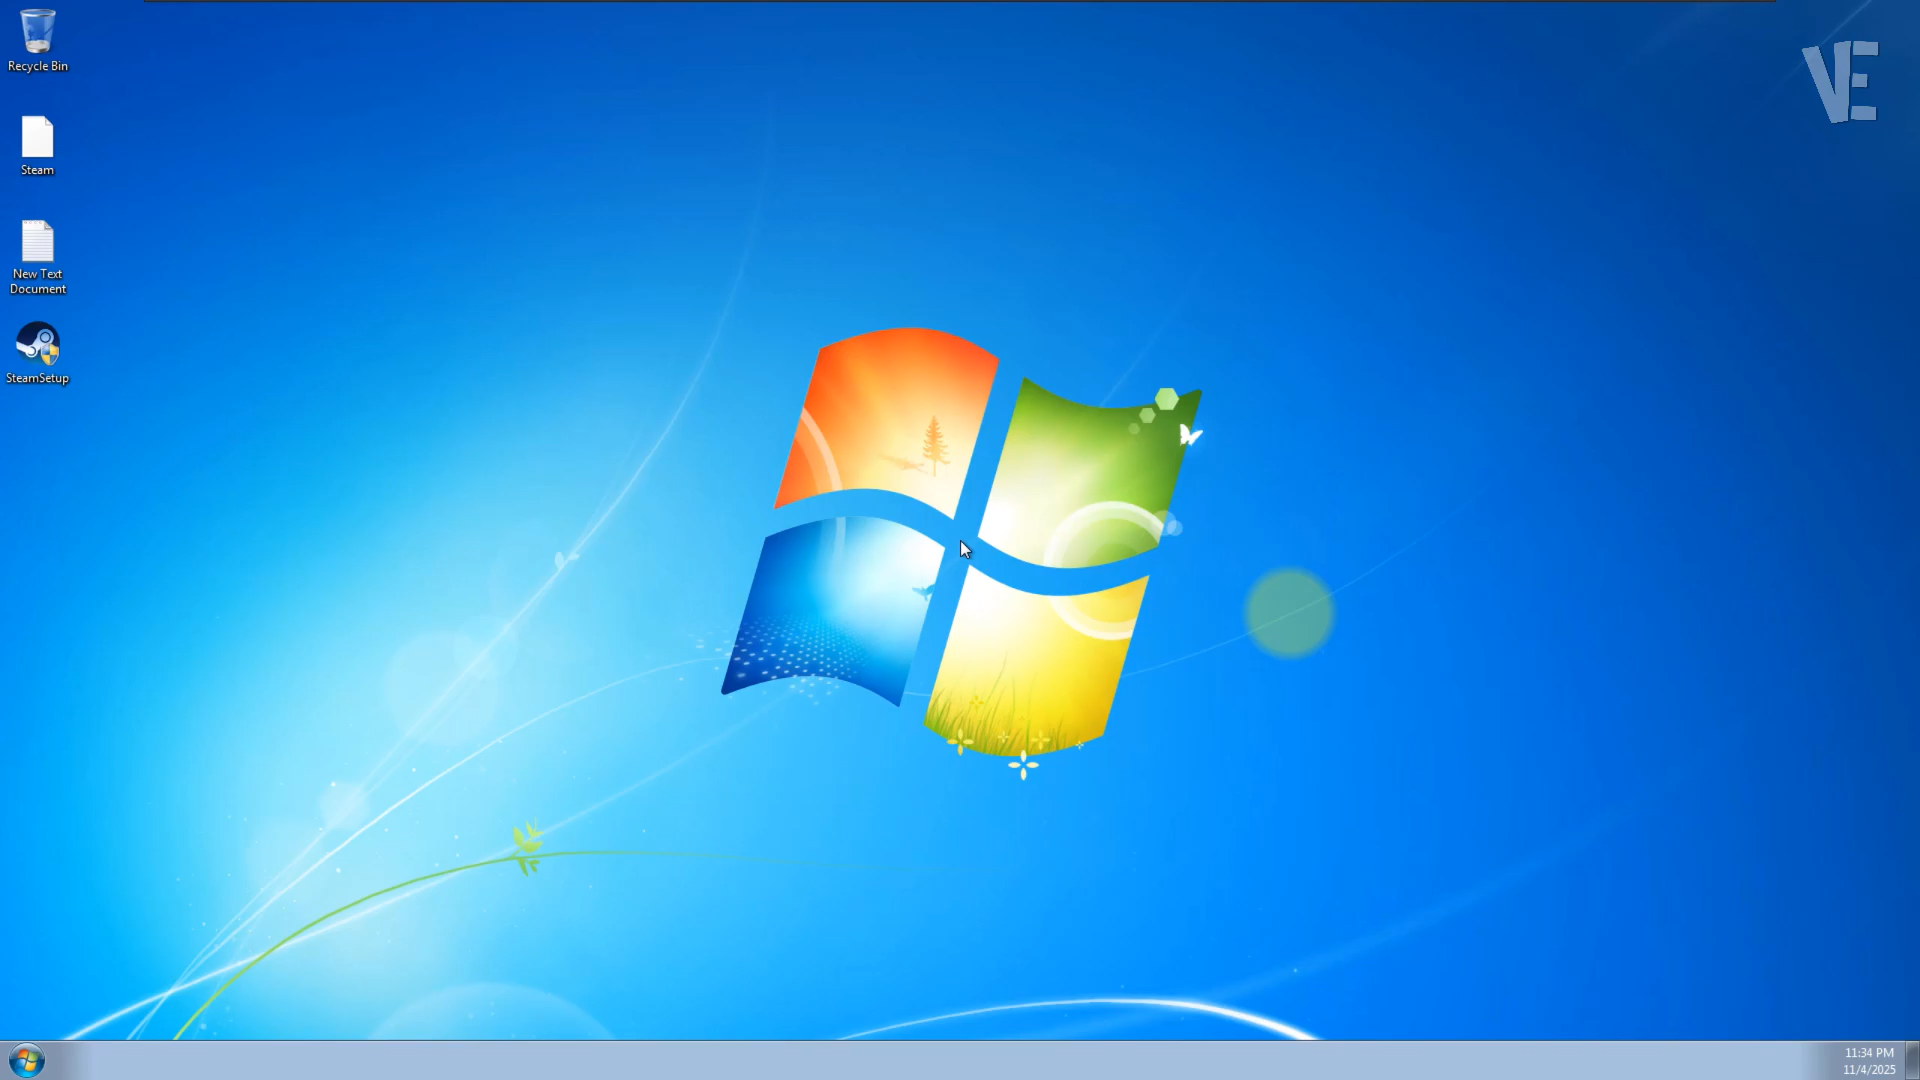 Recycle Bin
VE
Steam
New Text
Document
SteamSetup
11:34 PM
11/4/2025